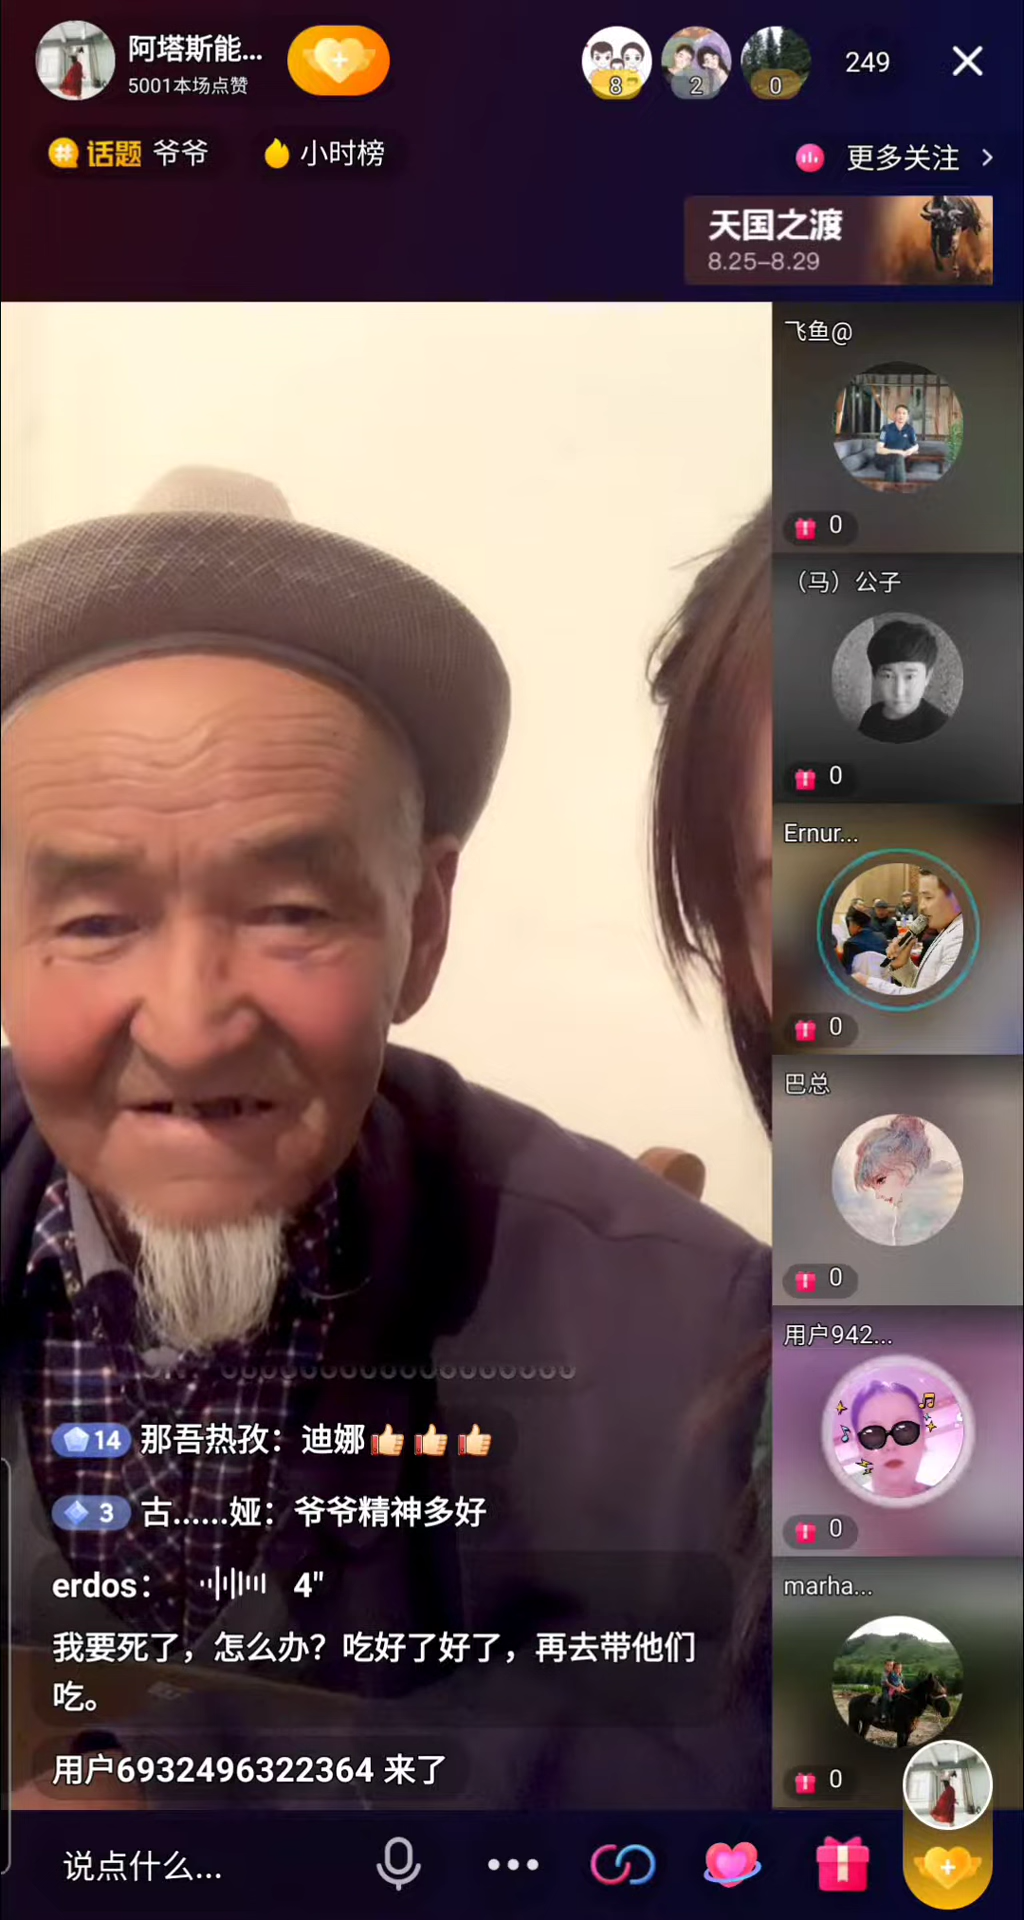 阿塔斯能...
5001本场点赞
8
2
0
249
话题 爷爷
小时榜
更多关注
天国之渡
8.25-8.29
飞鱼@
0
（马）公子
0
Ernur...
0
巴总
0
用户942...
0
marha...
0
14 那吾热孜：迪娜👍👍👍
3 古......娅：爷爷精神多好
erdos： 4"
我要死了，怎么办？吃好了好了，再去带他们
吃。
用户6932496322364 来了
说点什么...